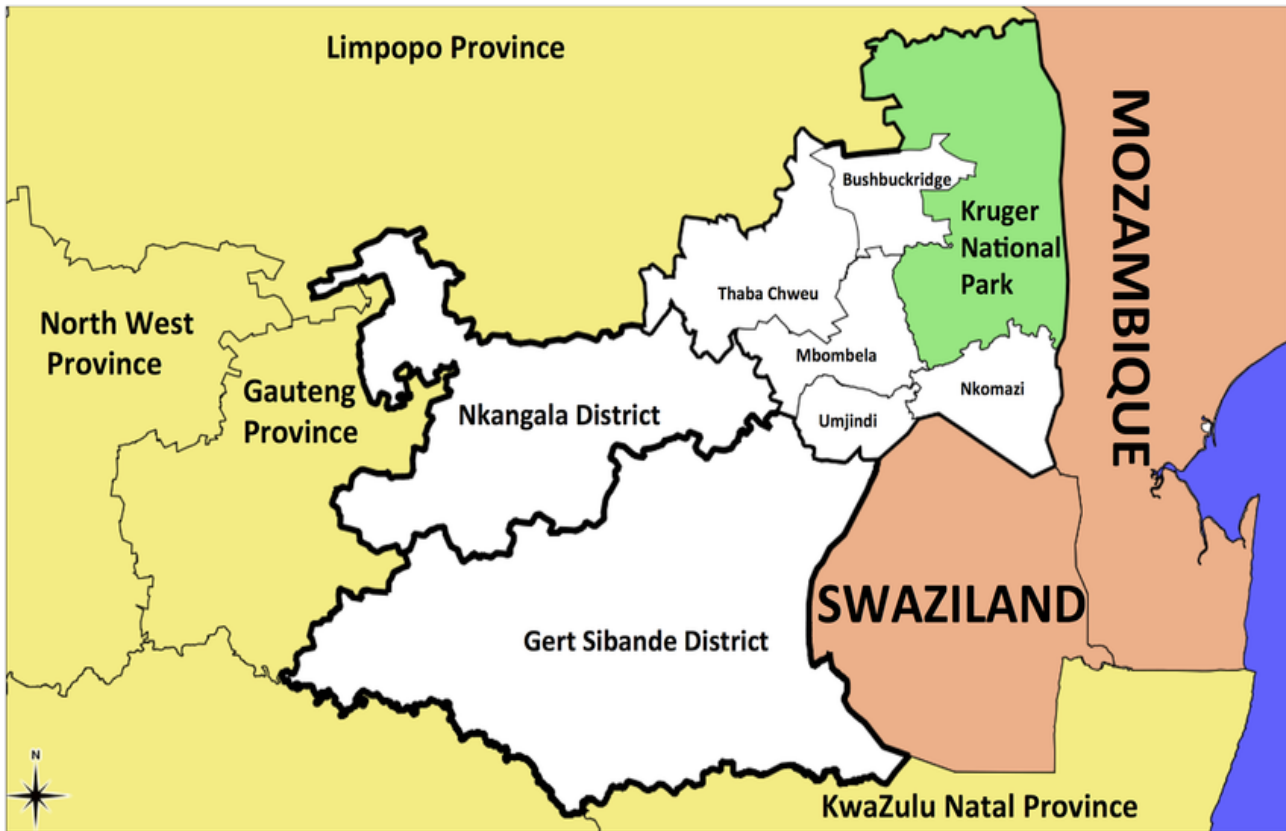 Limpopo Province
MOZAMBIQUE
Bushbuckridge
Kruger
National
Park
Thaba Chweu
North West
Province
Mbombela
Gauteng
Province
Nkomazi
Nkangala District
Umjindi
SWAZILAND
Gert Sibande District
N
KwaZulu Natal Province